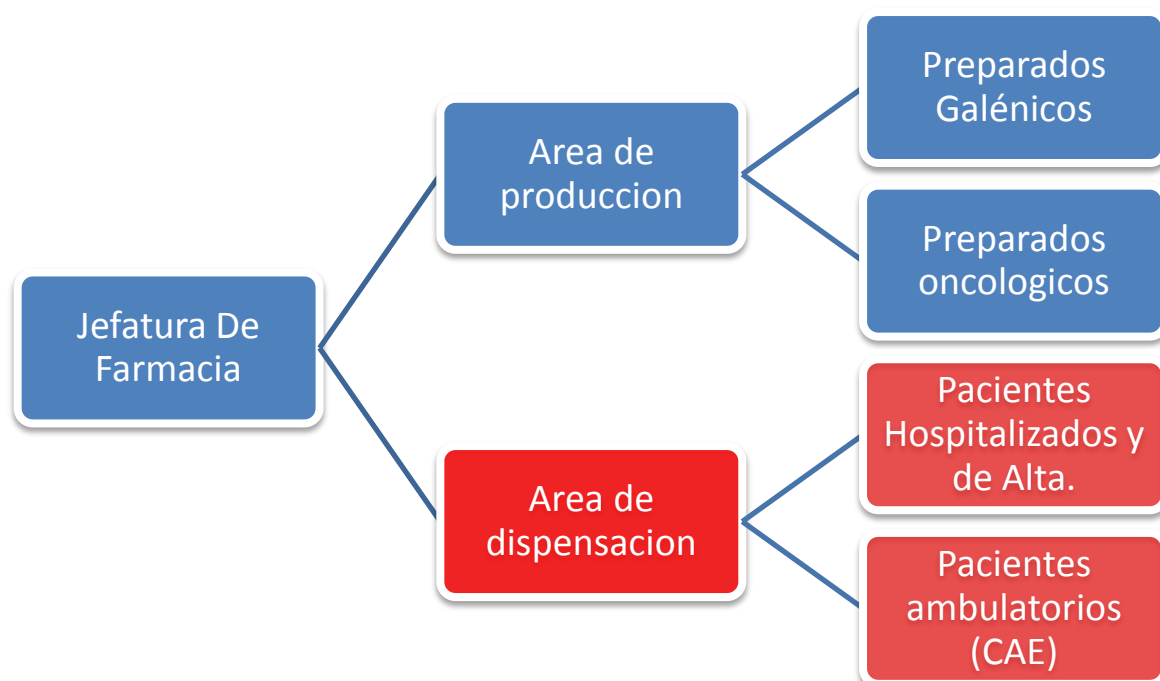 Jefatura De
Farmacia
Area de
produccion
Preparados
Galénicos
Preparados
oncologicos
Area de
dispensacion
Pacientes
Hospitalizados y
de Alta.
Pacientes
ambulatorios
(CAE)